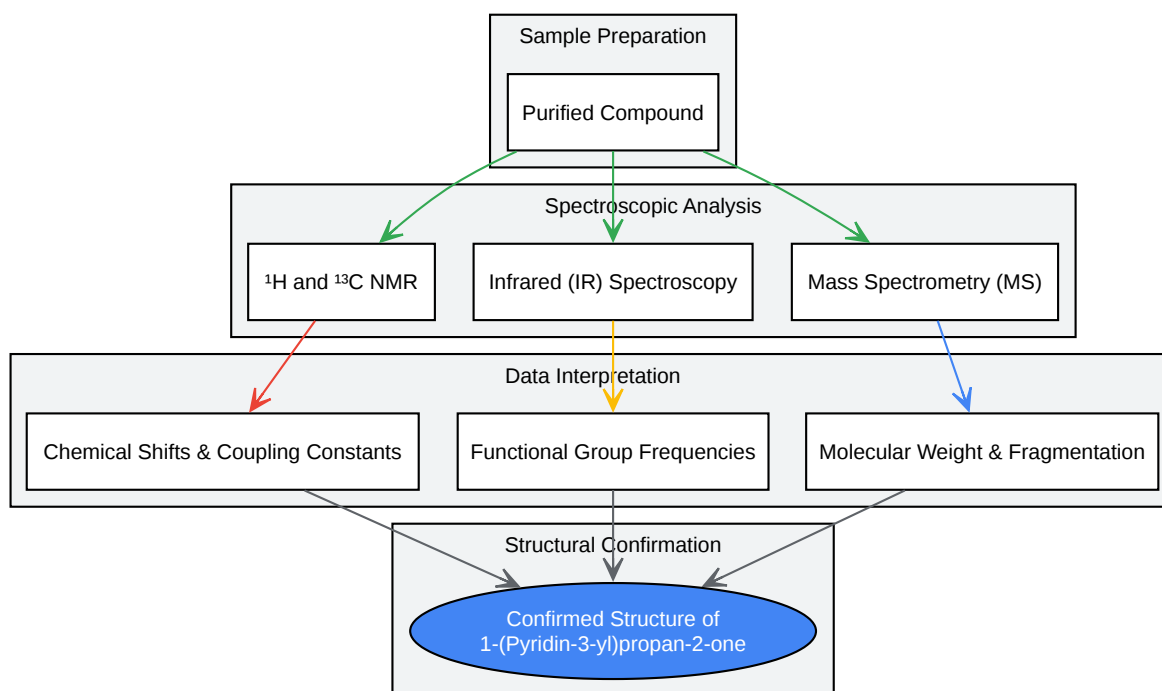 Sample Preparation
Purified Compound
Spectroscopic Analysis
¹H and ¹³C NMR
Infrared (IR) Spectroscopy
Mass Spectrometry (MS)
Data Interpretation
Chemical Shifts & Coupling Constants
Functional Group Frequencies
Molecular Weight & Fragmentation
Structural Confirmation
Confirmed Structure of
1-(Pyridin-3-yl)propan-2-one